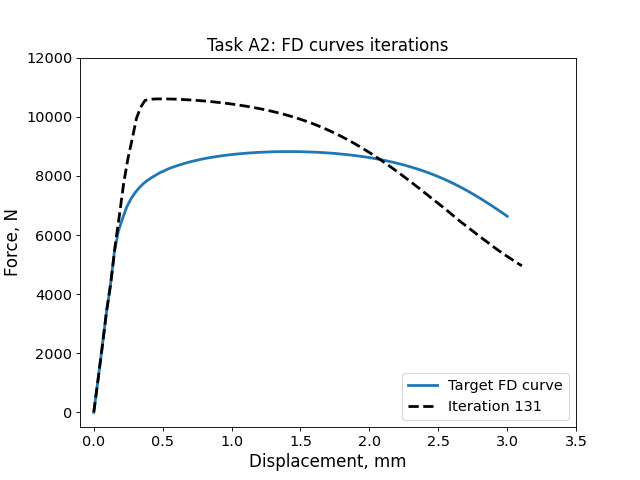 Task A2: FD curves iterations
12000
10000
8000
6000
4000
2000
0
Force, N
0.0 0.5 1.0 1.5 2.0 2.5 3.0 3.5
Displacement, mm
Target FD curve
Iteration 131